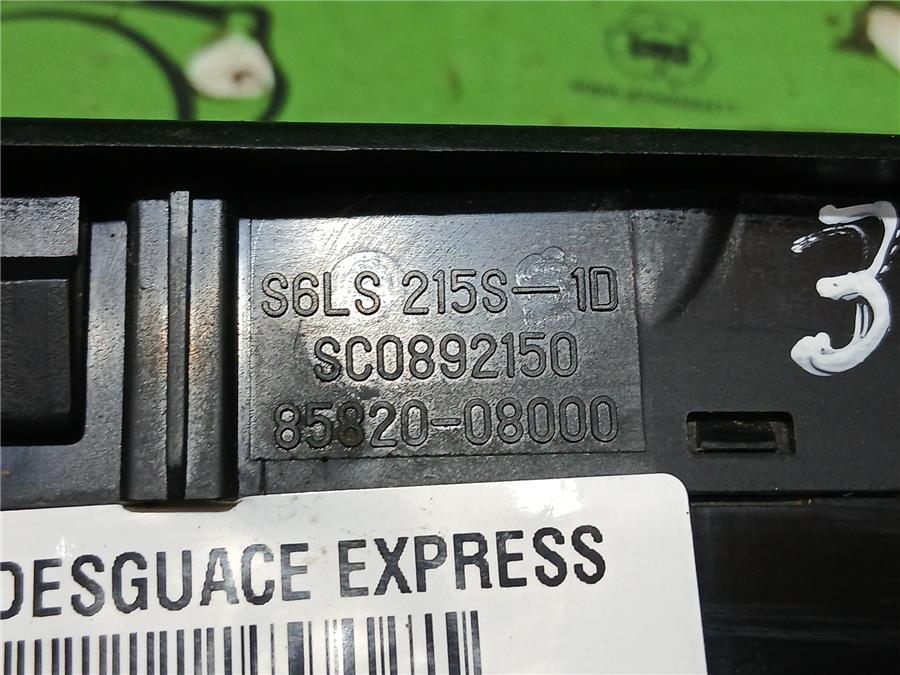 S6LS 215S-1D
SC0892150
85820-08000
3
DESGUACE EXPRESS